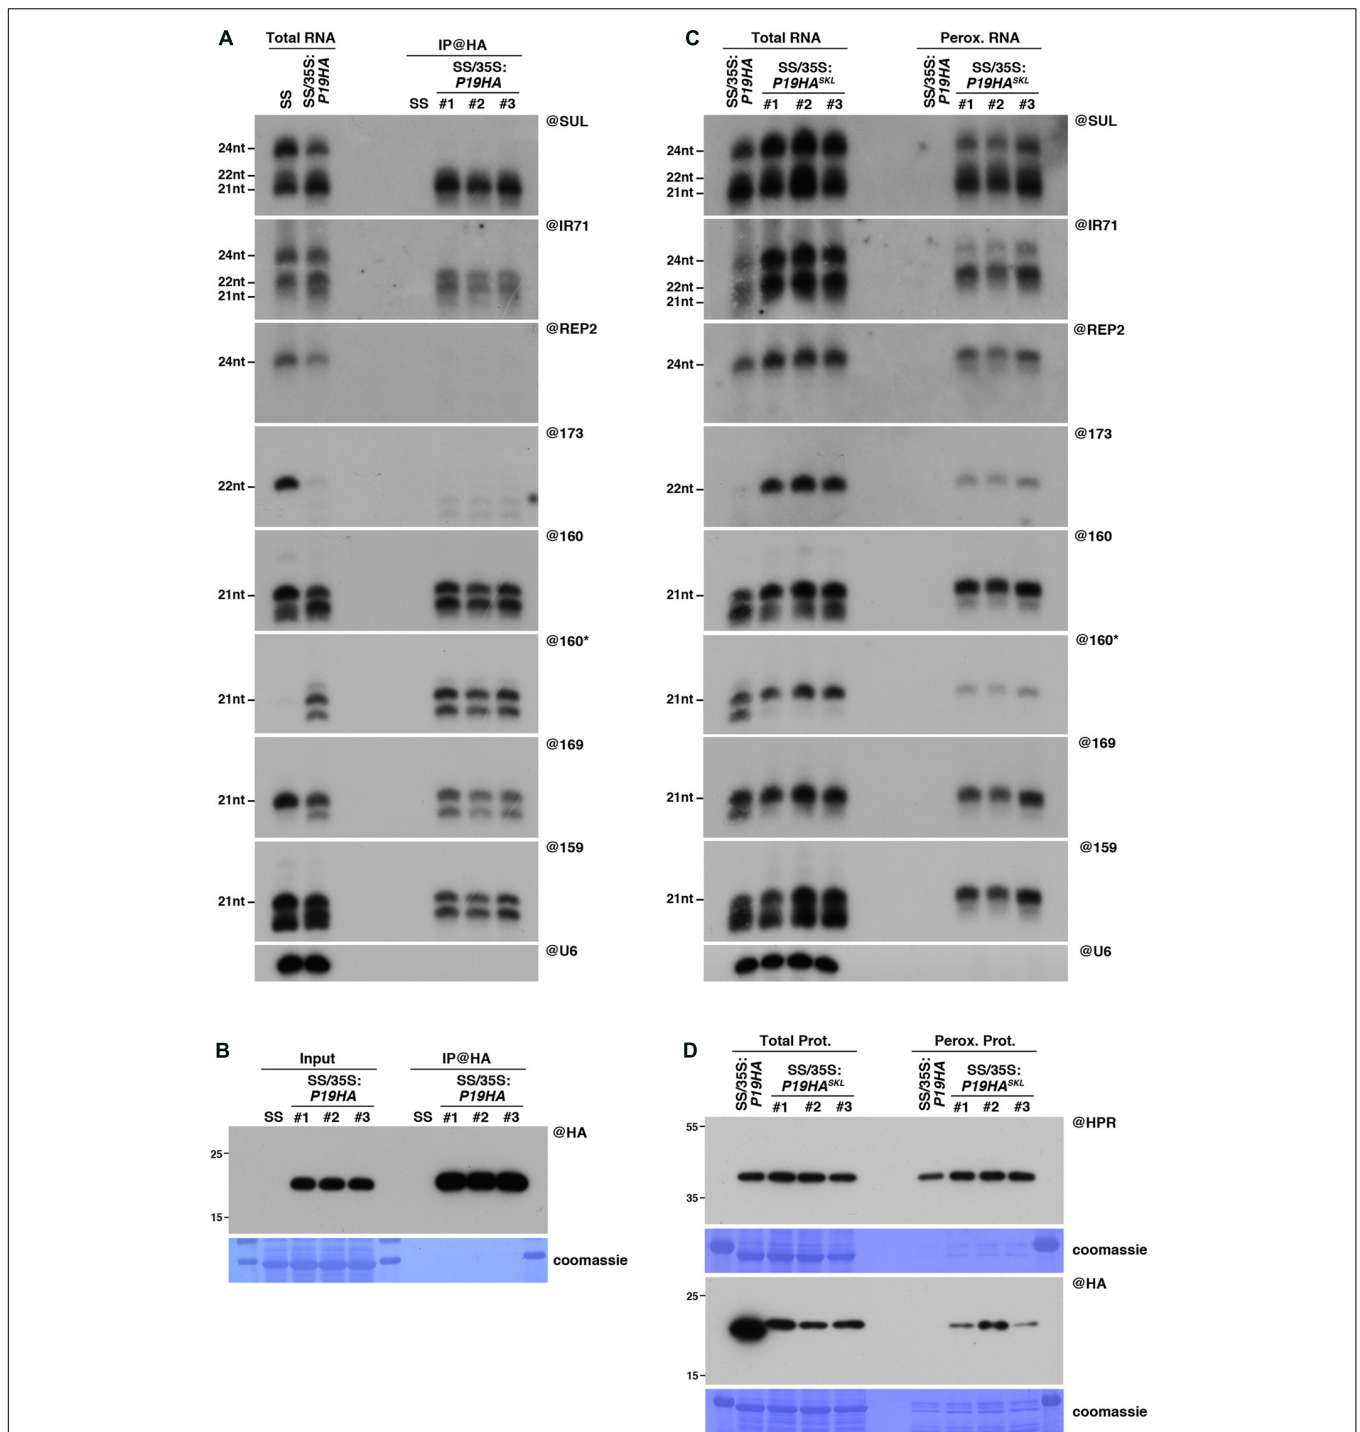 A
Total RNA
IP@HA
SS
SS/35S:
P19HA
SS/35S:
P19HA
SS #1 #2 #3
@SUL
24nt
22nt
21nt
@IR71
24nt
22nt
21nt
@REP2
24nt
@173
22nt
@160
21nt
@160*
21nt
@169
21nt
@159
21nt
@U6
C
Total RNA
Perox. RNA
SS/35S:
P19HA
SS/35S:
P19HASKL
#1 #2 #3
SS/35S:
P19HA
SS/35S:
P19HASKL
#1 #2 #3
@SUL
24nt
22nt
21nt
@IR71
24nt
22nt
21nt
@REP2
24nt
@173
22nt
@160
21nt
@160*
21nt
@169
21nt
@159
21nt
@U6
B
Input
IP@HA
SS/35S:
P19HA
SS/35S:
P19HA
SS #1 #2 #3
SS #1 #2 #3
@HA
25
15
coomassie
D
Total Prot.
Perox. Prot.
SS/35S:
P19HA
SS/35S:
P19HASKL
#1 #2 #3
SS/35S:
P19HA
SS/35S:
P19HASKL
#1 #2 #3
@HPR
55
35
coomassie
@HA
25
15
coomassie